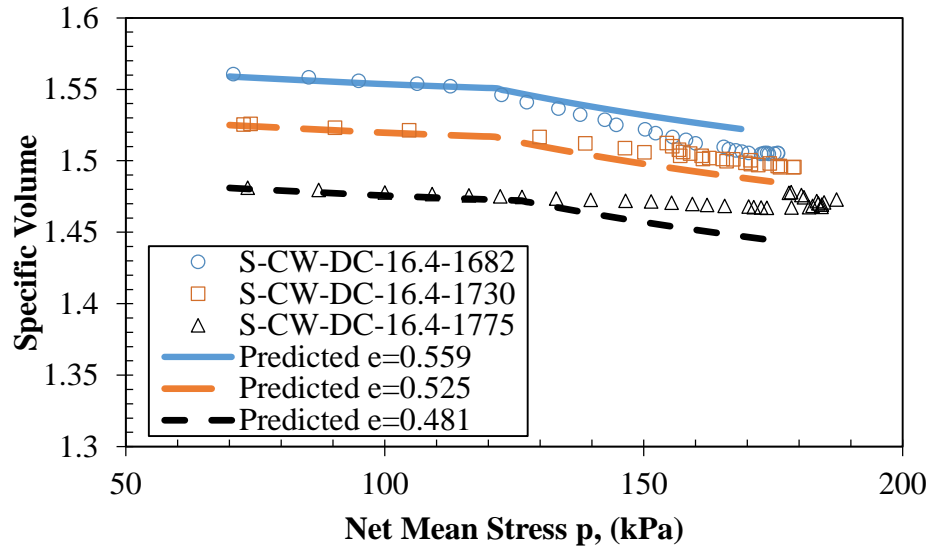 1.6
1.55
1.5
1.45
1.4
1.35
1.3
Specific Volume
S-CW-DC-16.4-1682
S-CW-DC-16.4-1730
S-CW-DC-16.4-1775
Predicted e=0.559
Predicted e=0.525
Predicted e=0.481
50 100 150 200
Net Mean Stress p, (kPa)